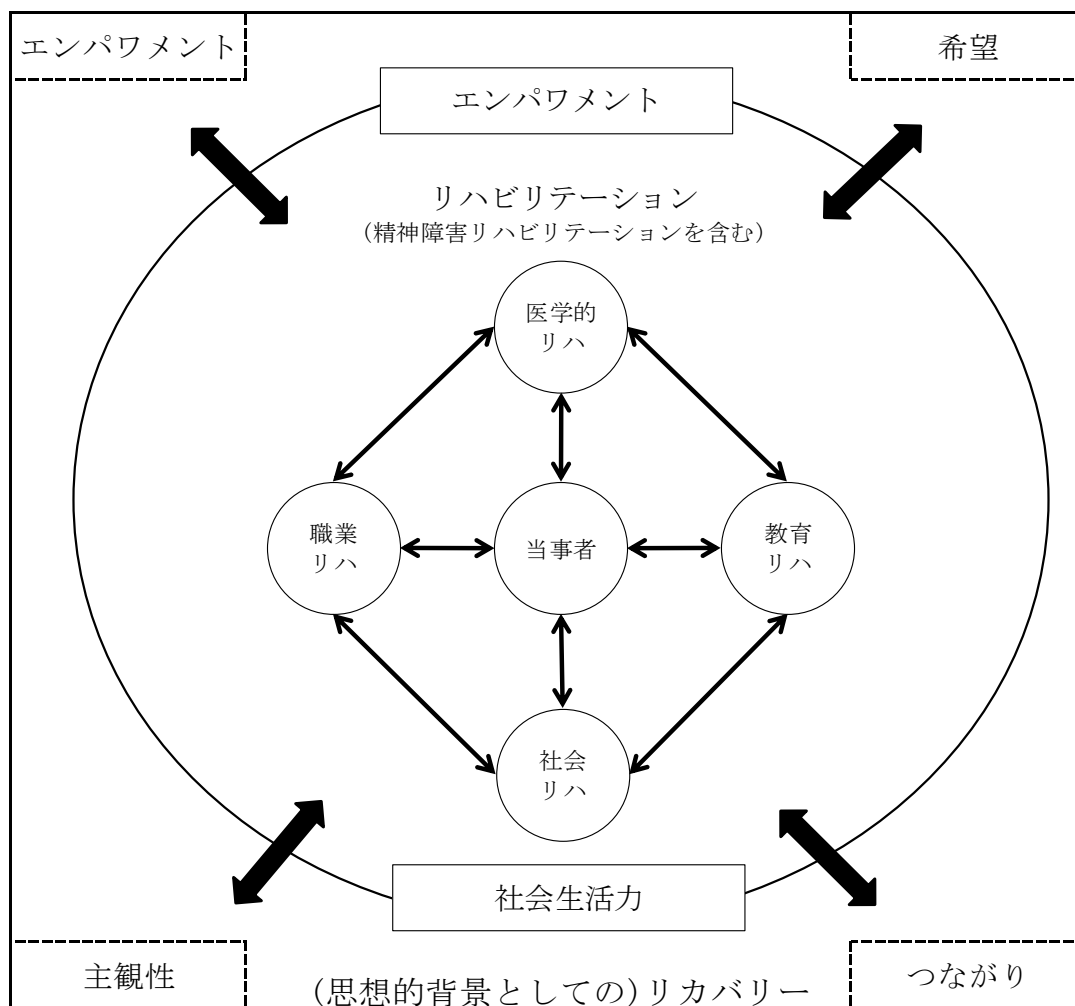 エンパワメント
希望
エンパワメント
リハビリテーション
(精神障害リハビリテーションを含む)
医学的
リハ
職業
リハ
当事者
教育
リハ
社会
リハ
社会生活力
主観性
つながり
(思想的背景としての)リカバリー